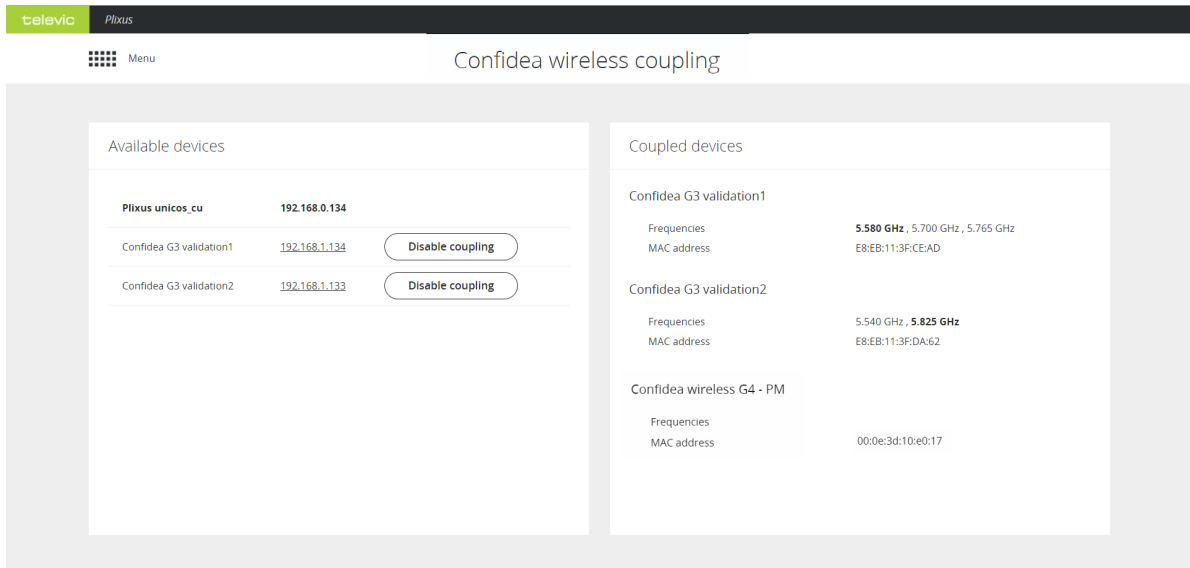 televic Plixus
Menu
Confidea wireless coupling
Available devices
Plixus unicos_cu 192.168.0.134
Confidea G3 validation1 192.168.1.134 Disable coupling
Confidea G3 validation2 192.168.1.133 Disable coupling
Coupled devices
Confidea G3 validation1
Frequencies 5.580 GHz , 5.700 GHz , 5.765 GHz
MAC address E8:EB:11:3F:CE:AD
Confidea G3 validation2
Frequencies 5.540 GHz , 5.825 GHz
MAC address E8:EB:11:3F:DA:62
Confidea wireless G4 - PM
Frequencies
MAC address 00:0e:3d:10:e0:17